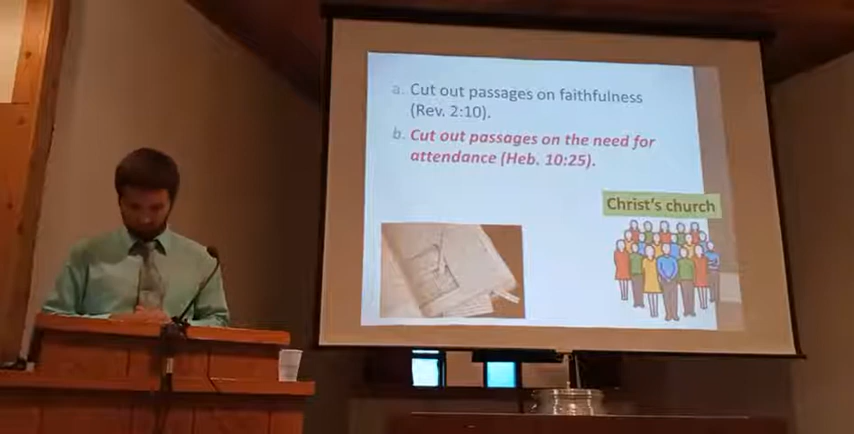 a. Cut out passages on faithfulness
(Rev. 2:10).
b. Cut out passages on the need for
attendance (Heb. 10:25).
Christ's church